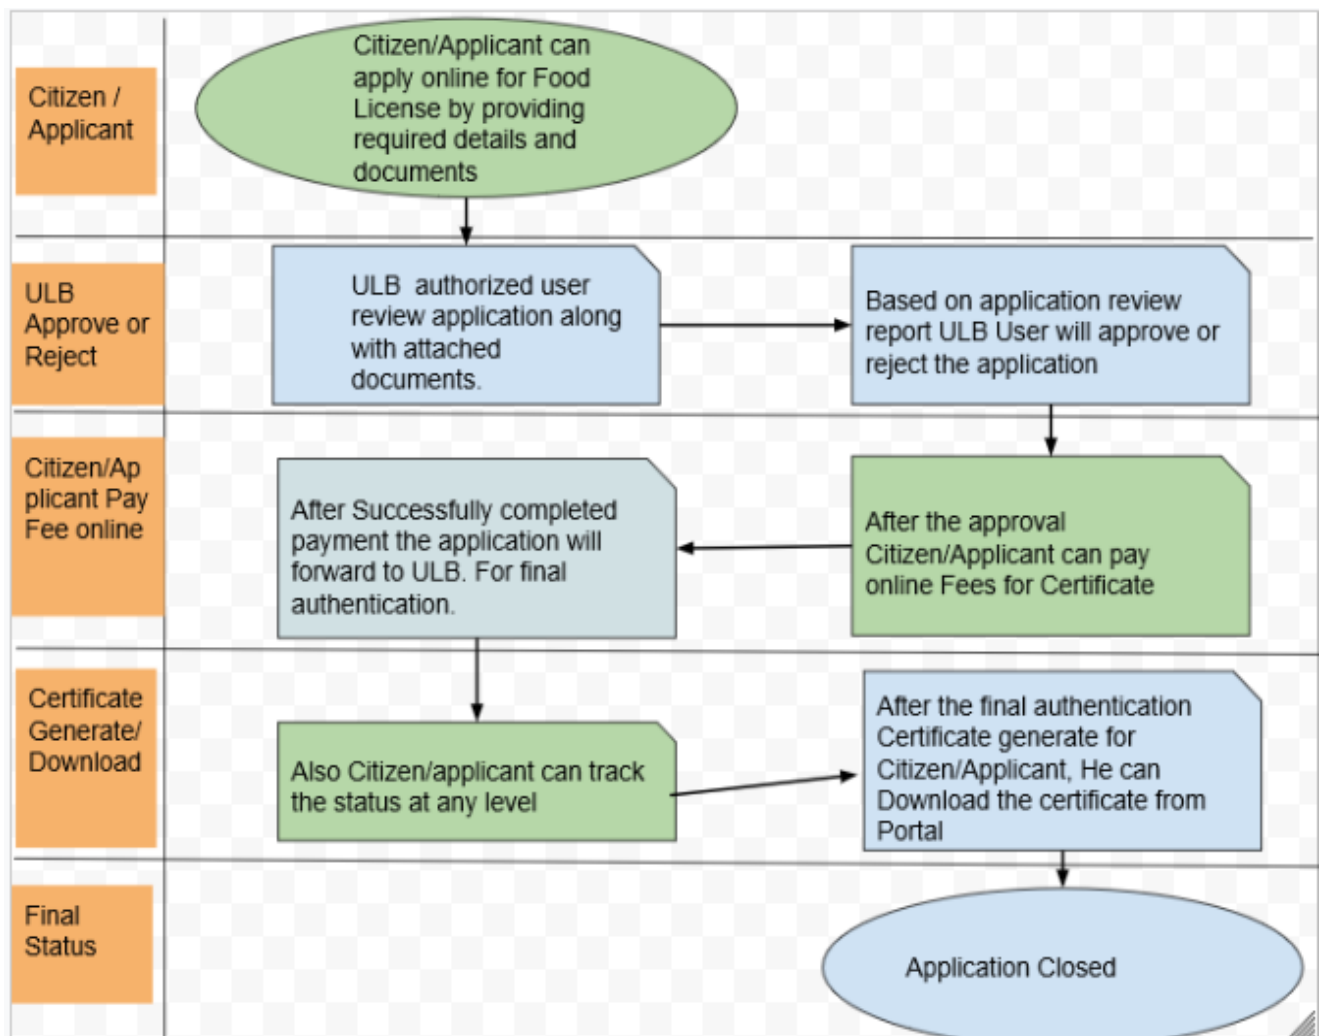 Citizen /
Applicant
Citizen/Applicant can
apply online for Food
License by providing
required details and
documents
ULB
Approve or
Reject
ULB  authorized user
review application along
with attached
documents.
Based on application review
report ULB User will approve or
reject the application
Citizen/Ap
plicant Pay
Fee online
After Successfully completed
payment the application will
forward to ULB. For final
authentication.
After the approval
Citizen/Applicant can pay
online Fees for Certificate
Certificate
Generate/
Download
Also Citizen/applicant can track
the status at any level
After the final authentication
Certificate generate for
Citizen/Applicant, He can
Download the certificate from
Portal
Final
Status
Application Closed